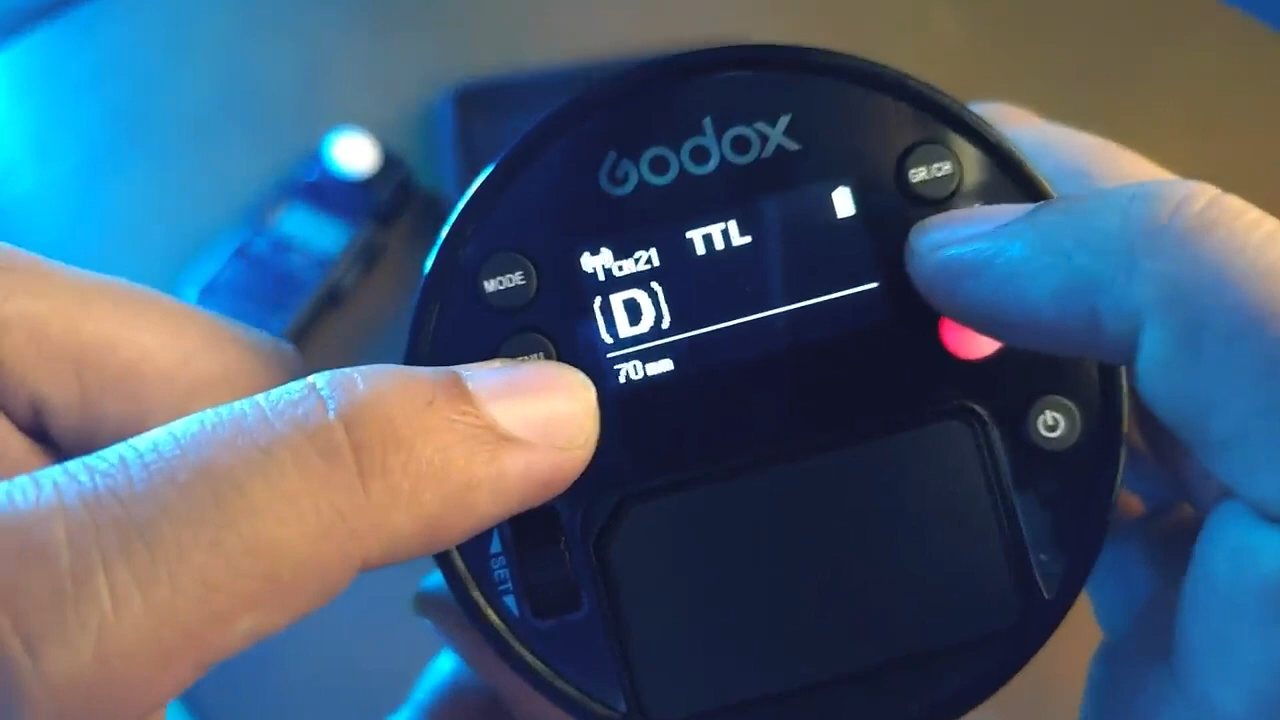 Godox
GR/CH
TTL
CH21
MODE
(D)
70mm
SET